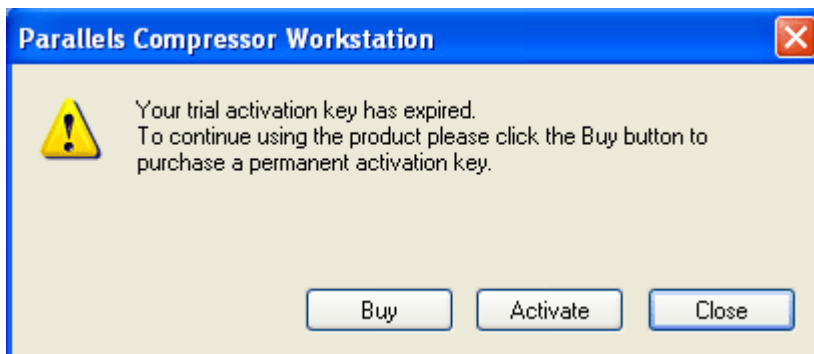 Parallels Compressor Workstation
Your trial activation key has expired.
To continue using the product please click the Buy button to
purchase a permanent activation key.
Buy Activate Close